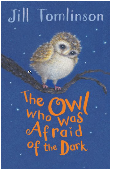 Jill Tomlinson
The Owl
who was
Afraid
of the Dark